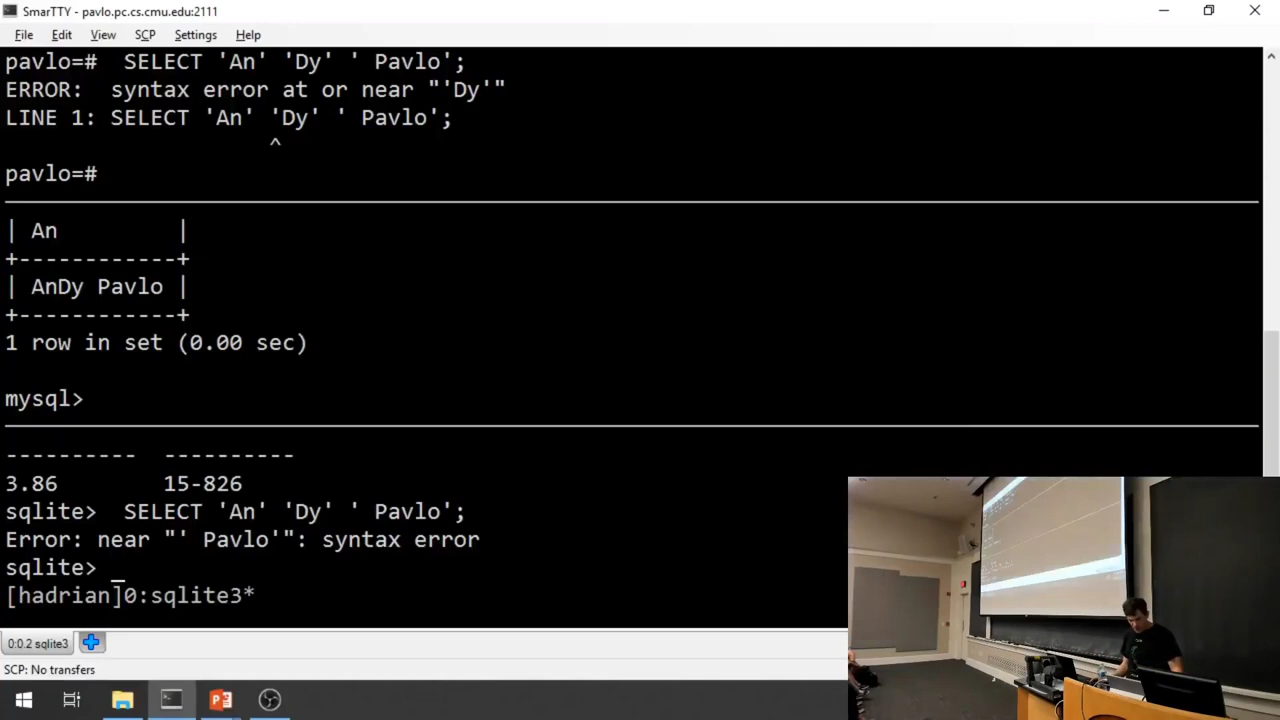 SmarTTY - pavlo.pc.cs.cmu.edu:2111
File Edit View SCP Settings Help
pavlo=#  SELECT 'An' 'Dy' ' Pavlo';
ERROR:  syntax error at or near "'Dy'"
LINE 1: SELECT 'An' 'Dy' ' Pavlo';
^
pavlo=#
| An         |
+------------+
| AnDy Pavlo |
+------------+
1 row in set (0.00 sec)
mysql>
----------  ----------
3.86        15-826
sqlite>  SELECT 'An' 'Dy' ' Pavlo';
Error: near "' Pavlo'": syntax error
sqlite> _
[hadrian]0:sqlite3*
0:0.2 sqlite3
SCP: No transfers